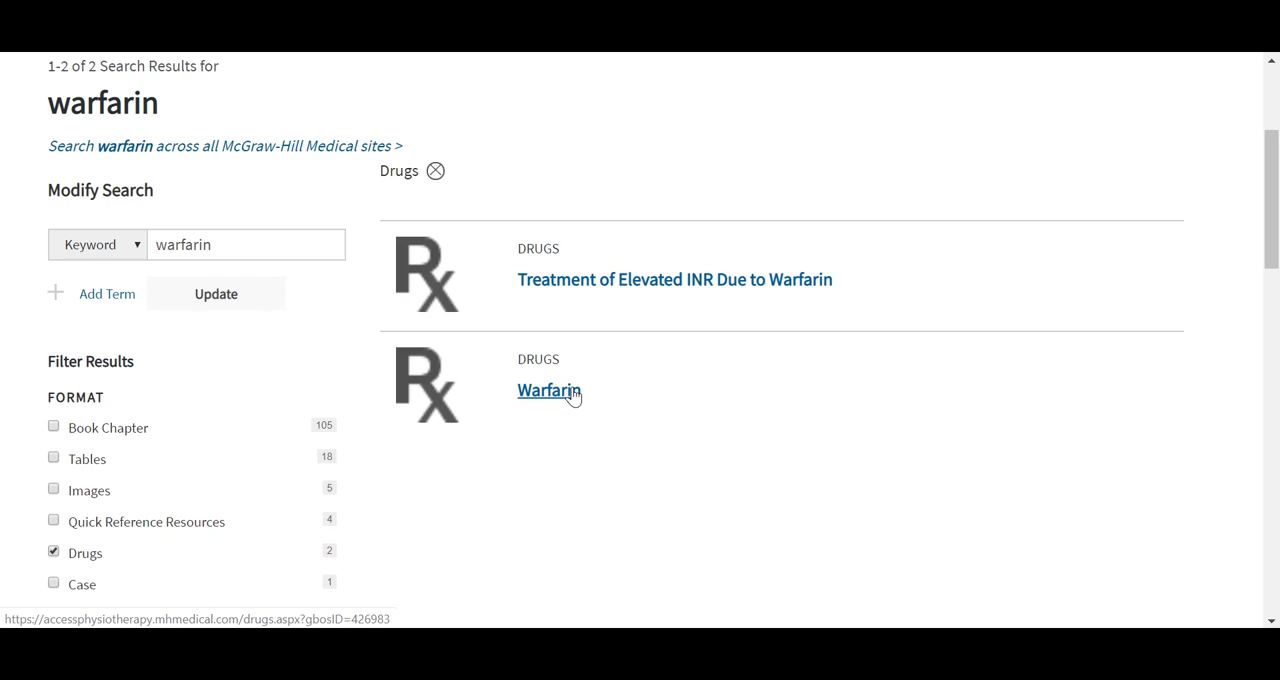 1-2 of 2 Search Results for
warfarin
Search warfarin across all McGraw-Hill Medical sites >
Drugs
Modify Search
Keyword ▼ warfarin
Add Term Update
Filter Results
FORMAT
Book Chapter 105
Tables 18
Images 5
Quick Reference Resources 4
Drugs 2
Case 1
Rx
DRUGS
Treatment of Elevated INR Due to Warfarin
Rx
DRUGS
Warfarin
https://accessphysiotherapy.mhmedical.com/drugs.aspx?gbosID=426983